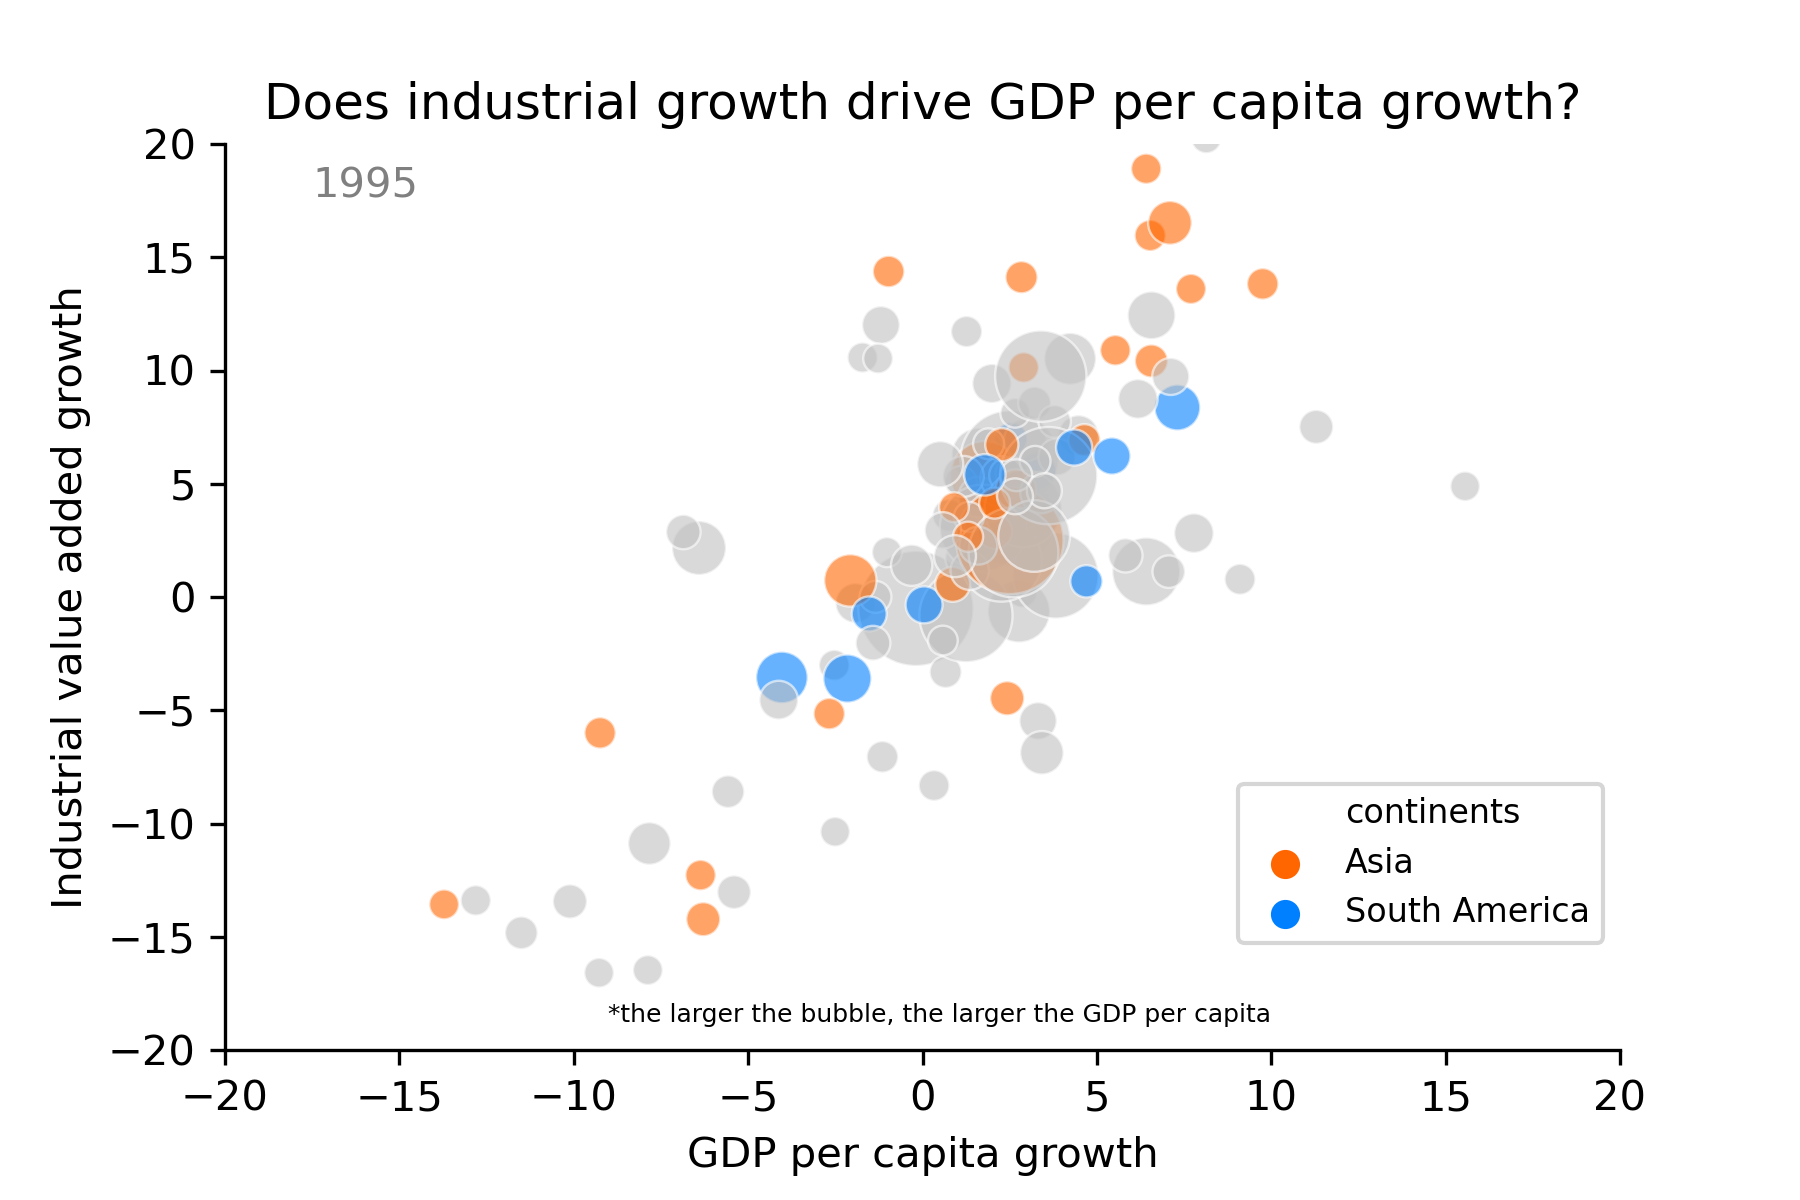 Does industrial growth drive GDP per capita growth?
1995
Industrial value added growth
20
15
10
5
0
−5
−10
−15
−20
continents
Asia
South America
*the larger the bubble, the larger the GDP per capita
−20 −15 −10 −5 0 5 10 15 20
GDP per capita growth